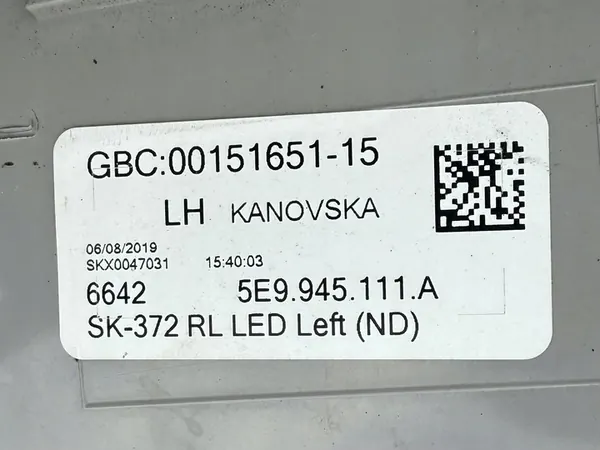 GBC:00151651-15
LH KANOVSKA
06/08/2019
SKX0047031 15:40:03
6642 5E9.945.111.A
SK-372 RL LED Left (ND)